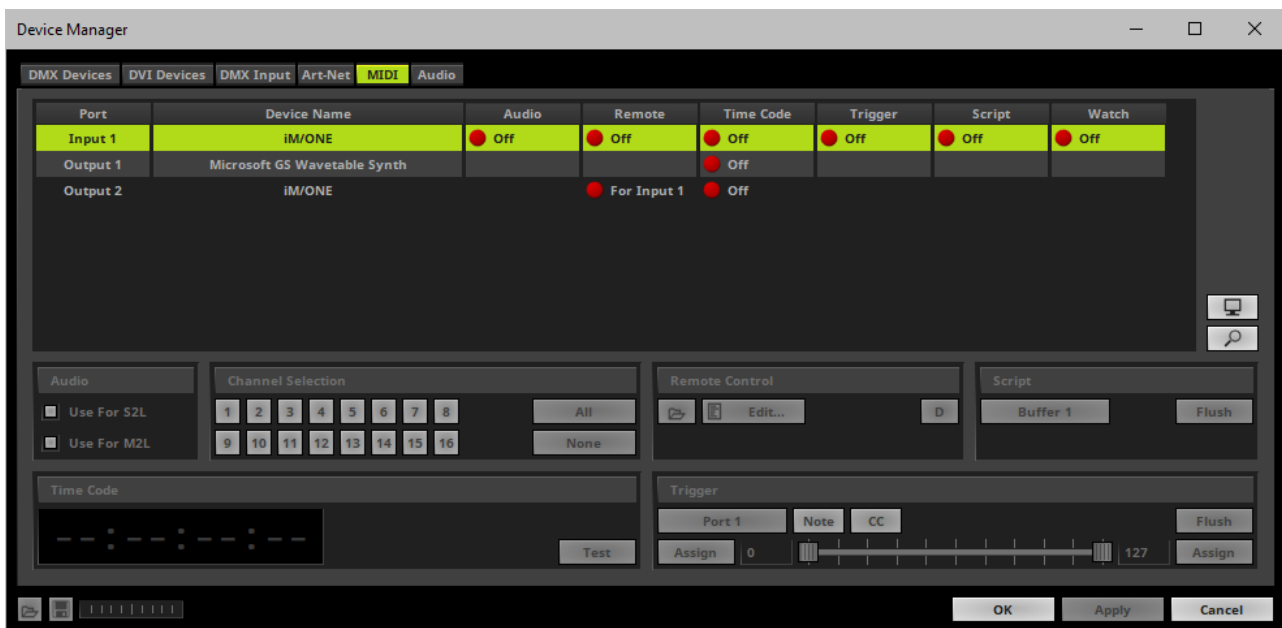 Device Manager
DMX Devices DVI Devices DMX Input Art-Net MIDI Audio
Port Device Name Audio Remote Time Code Trigger Script Watch
Input 1 iM/ONE Off Off Off Off Off Off
Output 1 Microsoft GS Wavetable Synth Off
Output 2 iM/ONE For Input 1 Off
Audio Channel Selection Remote Control Script
Use For S2L 1 2 3 4 5 6 7 8 All Edit... D Buffer 1 Flush
Use For M2L 9 10 11 12 13 14 15 16 None
Time Code Trigger
Port 1 Note CC Flush
--:--:--:-- Test Assign 0 127 Assign
OK Apply Cancel